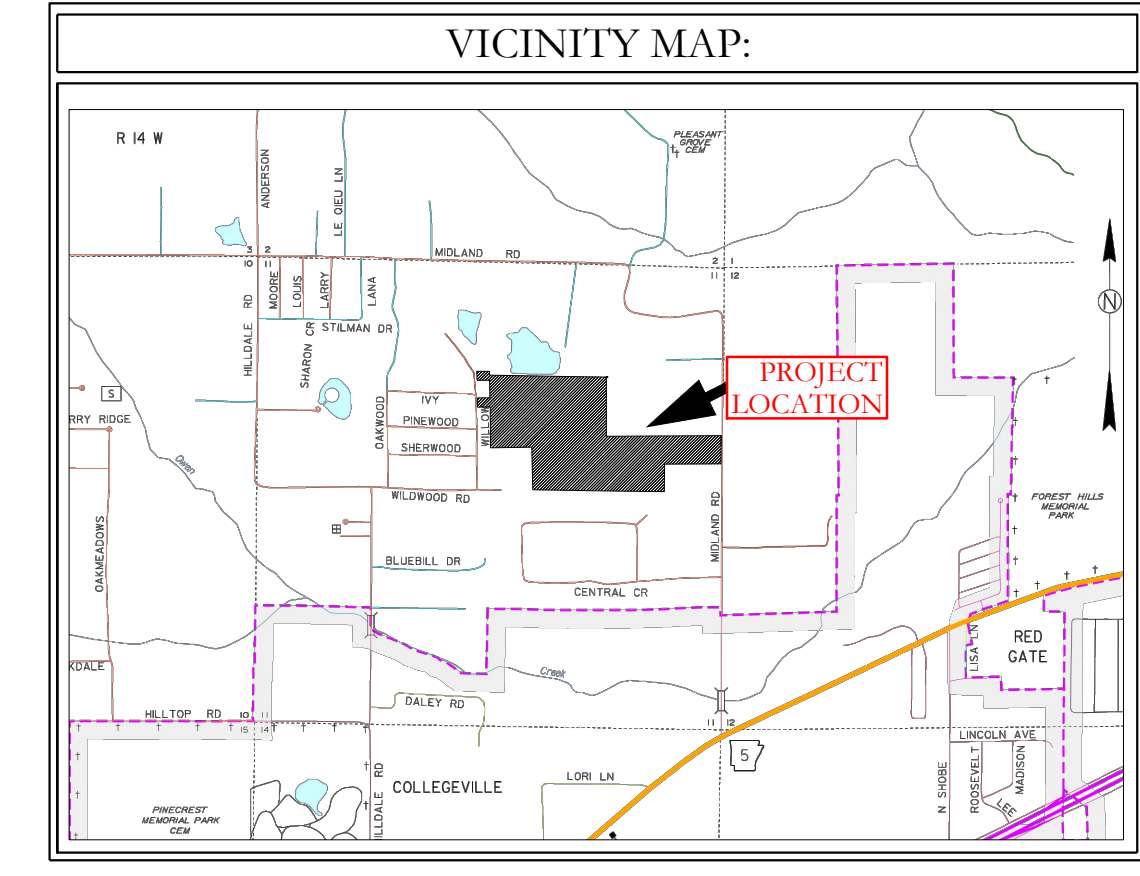 VICINITY MAP:
R 14 W
PLEASANT
GROVE
CEM
ANDERSON
LE QIEU LN
3 2
10 11
MIDLAND RD
2 1
11 12
HILLDALE RD
MOORE
LOUIS
LARRY
LANA
STILMAN DR
SHARON CR
N
S
RRY RIDGE
OAKWOOD
IVY
PINEWOOD
SHERWOOD
WILLOW
PROJECT
LOCATION
WILDWOOD RD
Owen
OAKMEADOWS
MIDLAND RD
FOREST HILLS
MEMORIAL
PARK
BLUEBILL DR
CENTRAL CR
KDALE
Creek
LISA LN
RED
GATE
DALEY RD
HILLTOP RD
10 11
15 14
11 12
5
LINCOLN AVE
COLLEGEVILLE
LORI LN
ILLDALE RD
N SHOBE
ROOSEVELT
MADISON
LEE
PINECREST
MEMORIAL PARK
CEM